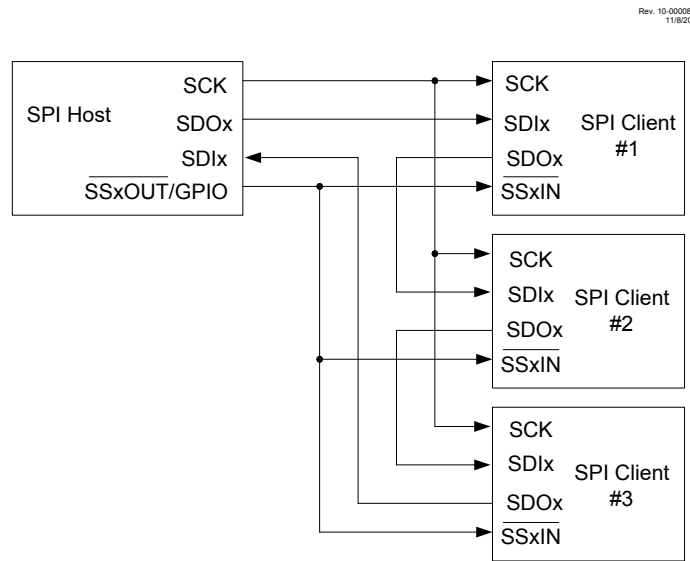 Rev. 10-00008
11/8/20
SPI Host
SCK
SDOx
SDIx
SSxOUT/GPIO
SCK
SDIx
SDOx
SSxIN
SPI Client
#1
SCK
SDIx
SDOx
SSxIN
SPI Client
#2
SCK
SDIx
SDOx
SSxIN
SPI Client
#3